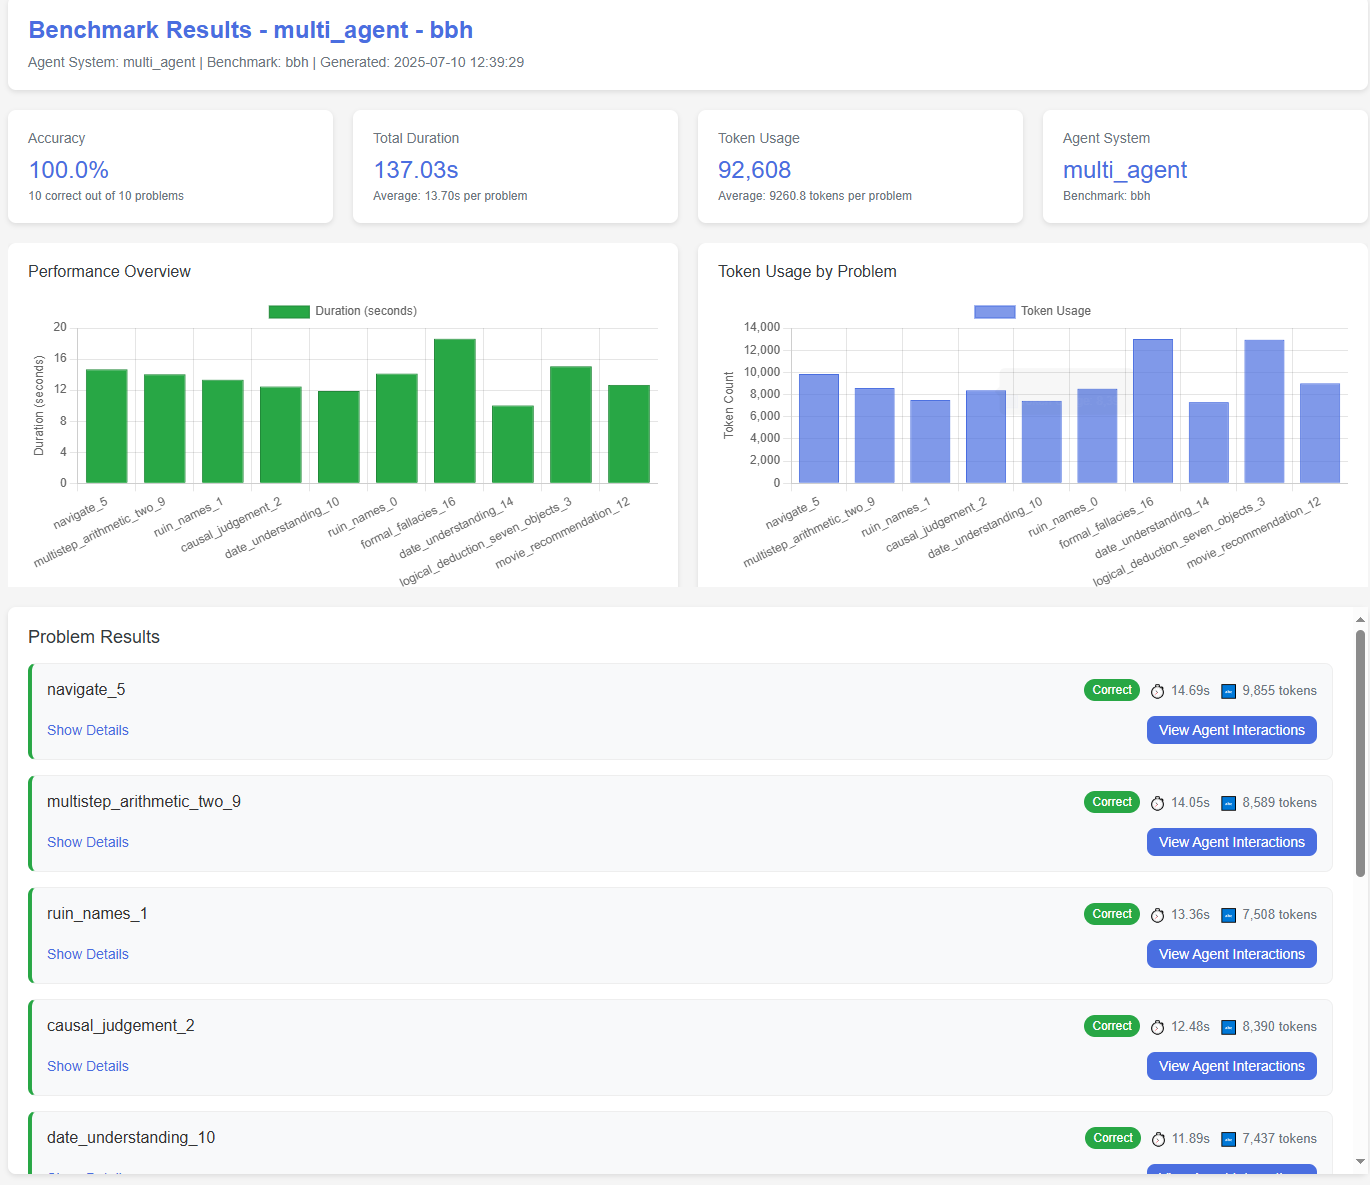 Benchmark Results - multi_agent - bbh
Agent System: multi_agent | Benchmark: bbh | Generated: 2025-07-10 12:39:29
Accuracy
100.0%
10 correct out of 10 problems
Total Duration
137.03s
Average: 13.70s per problem
Token Usage
92,608
Average: 9260.8 tokens per problem
Agent System
multi_agent
Benchmark: bbh
Performance Overview
Duration (seconds)
Duration (seconds)
20
16
12
8
4
0
navigate_5
multistep_arithmetic_two_9
ruin_names_1
causal_judgement_2
date_understanding_10
ruin_names_0
formal_fallacies_16
date_understanding_14
logical_deduction_seven_objects_3
movie_recommendation_12
Token Usage by Problem
Token Usage
Token Count
14,000
12,000
10,000
8,000
6,000
4,000
2,000
0
navigate_5
multistep_arithmetic_two_9
ruin_names_1
causal_judgement_2
date_understanding_10
ruin_names_0
formal_fallacies_16
date_understanding_14
logical_deduction_seven_objects_3
movie_recommendation_12
Problem Results
navigate_5
Correct 14.69s 9,855 tokens
Show Details
View Agent Interactions
multistep_arithmetic_two_9
Correct 14.05s 8,589 tokens
Show Details
View Agent Interactions
ruin_names_1
Correct 13.36s 7,508 tokens
Show Details
View Agent Interactions
causal_judgement_2
Correct 12.48s 8,390 tokens
Show Details
View Agent Interactions
date_understanding_10
Correct 11.89s 7,437 tokens